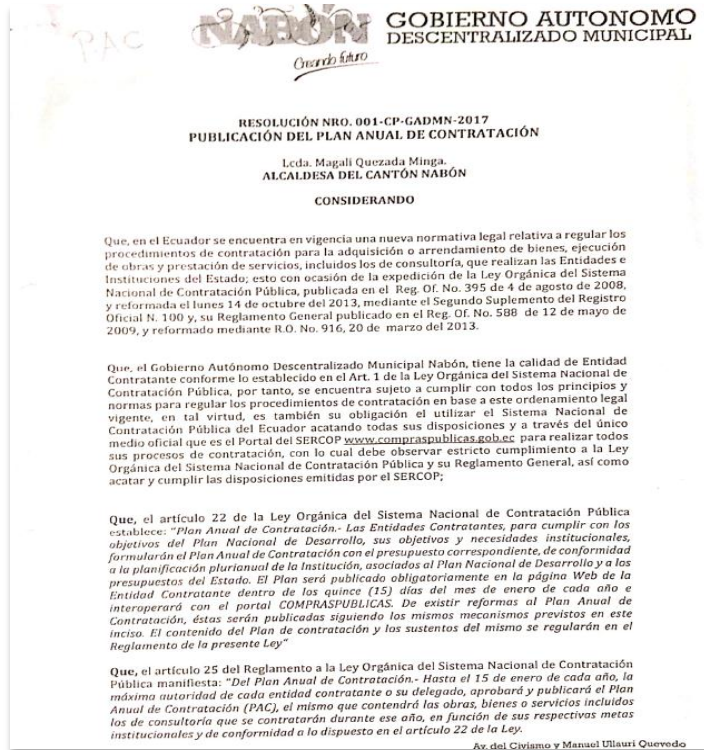 PAC
NABÓN
Creando futuro
GOBIERNO AUTONOMO
DESCENTRALIZADO MUNICIPAL
RESOLUCIÓN NRO. 001-CP-GADMN-2017
PUBLICACIÓN DEL PLAN ANUAL DE CONTRATACIÓN
Lcda. Magali Quezada Minga.
ALCALDESA DEL CANTÓN NABÓN
CONSIDERANDO
Que, en el Ecuador se encuentra en vigencia una nueva normativa legal relativa a regular los
procedimientos de contratación para la adquisición o arrendamiento de bienes, ejecución
de obras y prestación de servicios, incluidos los de consultoría, que realizan las Entidades e
Instituciones del Estado; esto con ocasión de la expedición de la Ley Orgánica del Sistema
Nacional de Contratación Pública, publicada en el Reg. Of. No. 395 de 4 de agosto de 2008,
y reformada el lunes 14 de octubre del 2013, mediante el Segundo Suplemento del Registro
Oficial N. 100 y, su Reglamento General publicado en el Reg. Of. No. 588 de 12 de mayo de
2009, y reformado mediante R.O. No. 916, 20 de marzo del 2013.
Que, el Gobierno Autónomo Descentralizado Municipal Nabón, tiene la calidad de Entidad
Contratante conforme lo establecido en el Art. 1 de la Ley Orgánica del Sistema Nacional de
Contratación Pública, por tanto, se encuentra sujeto a cumplir con todos los principios y
normas para regular los procedimientos de contratación en base a este ordenamiento legal
vigente, en tal virtud, es también su obligación el utilizar el Sistema Nacional de
Contratación Pública del Ecuador acatando todas sus disposiciones y a través del único
medio oficial que es el Portal del SERCOP www.compraspublicas.gob.ec para realizar todos
sus procesos de contratación, con lo cual debe observar estricto cumplimiento a la Ley
Orgánica del Sistema Nacional de Contratación Pública y su Reglamento General, así como
acatar y cumplir las disposiciones emitidas por el SERCOP;
Que, el artículo 22 de la Ley Orgánica del Sistema Nacional de Contratación Pública
establece: "Plan Anual de Contratación.- Las Entidades Contratantes, para cumplir con los
objetivos del Plan Nacional de Desarrollo, sus objetivos y necesidades institucionales,
formularán el Plan Anual de Contratación con el presupuesto correspondiente, de conformidad
a la planificación plurianual de la Institución, asociados al Plan Nacional de Desarrollo y a los
presupuestos del Estado. El Plan será publicado obligatoriamente en la página Web de la
Entidad Contratante dentro de los quince (15) días del mes de enero de cada año e
interoperará con el portal COMPRASPUBLICAS. De existir reformas al Plan Anual de
Contratación, éstas serán publicadas siguiendo los mismos mecanismos previstos en este
inciso. El contenido del Plan de contratación y los sustentos del mismo se regularán en el
Reglamento de la presente Ley"
Que, el artículo 25 del Reglamento a la Ley Orgánica del Sistema Nacional de Contratación
Pública manifiesta: "Del Plan Anual de Contratación.- Hasta el 15 de enero de cada año, la
máxima autoridad de cada entidad contratante o su delegado, aprobará y publicará el Plan
Anual de Contratación (PAC), el mismo que contendrá las obras, bienes o servicios incluidos
los de consultoría que se contratarán durante ese año, en función de sus respectivas metas
institucionales y de conformidad a lo dispuesto en el artículo 22 de la Ley.
Av. del Civismo y Manuel Ullauri Quevedo